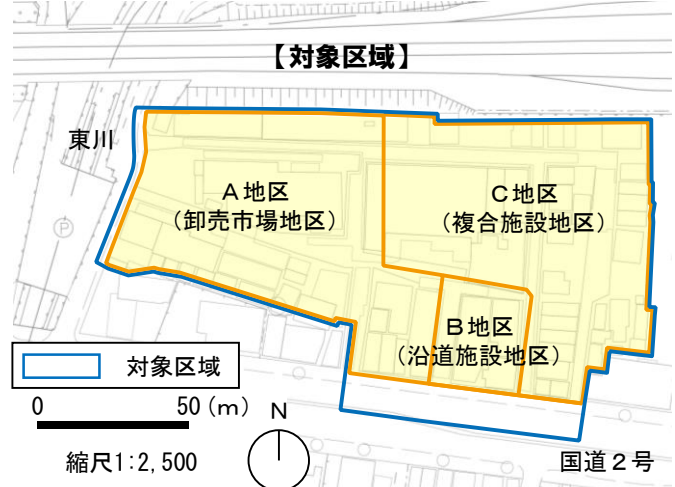 【対象区域】
東川
A地区
(卸売市場地区)
C地区
(複合施設地区)
B地区
(沿道施設地区)
P
対象区域
0 50(m)
N
縮尺1:2,500
国道2号